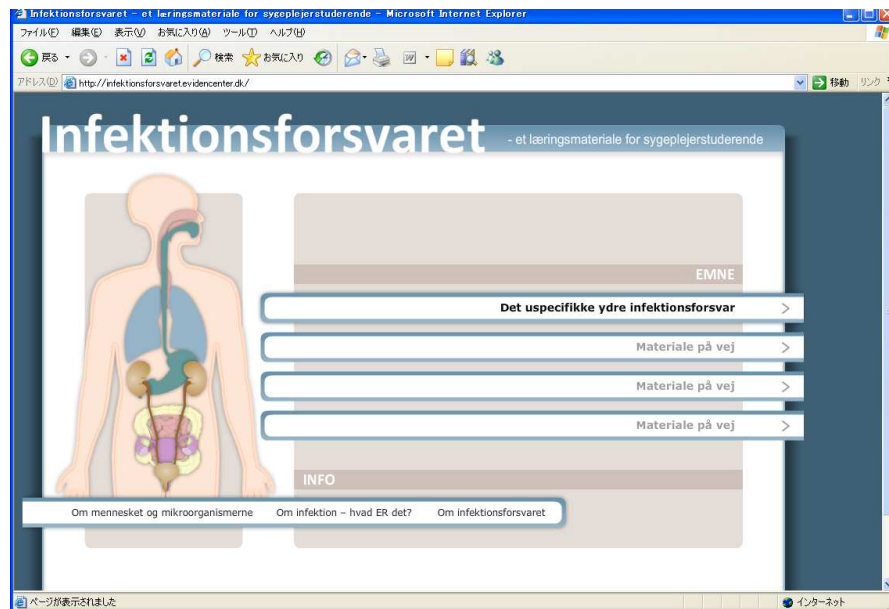 Infektionsforsvaret - et læringsmateriale for sygeplejerstuderende - Microsoft Internet Explorer
ファイル(F) 編集(E) 表示(V) お気に入り(A) ツール(T) ヘルプ(H)
戻る 検索 お気に入り
アドレス(D) http://infektionsforsvaret.evidencenter.dk/ 移動 リンク
Infektionsforsvaret - et læringsmateriale for sygeplejerstuderende
EMNE
Det uspecifikke ydre infektionsforsvar >
Materiale på vej >
Materiale på vej >
Materiale på vej >
INFO
Om mennesket og mikroorganismerne Om infektion – hvad ER det? Om infektionsforsvaret
ページが表示されました インターネット